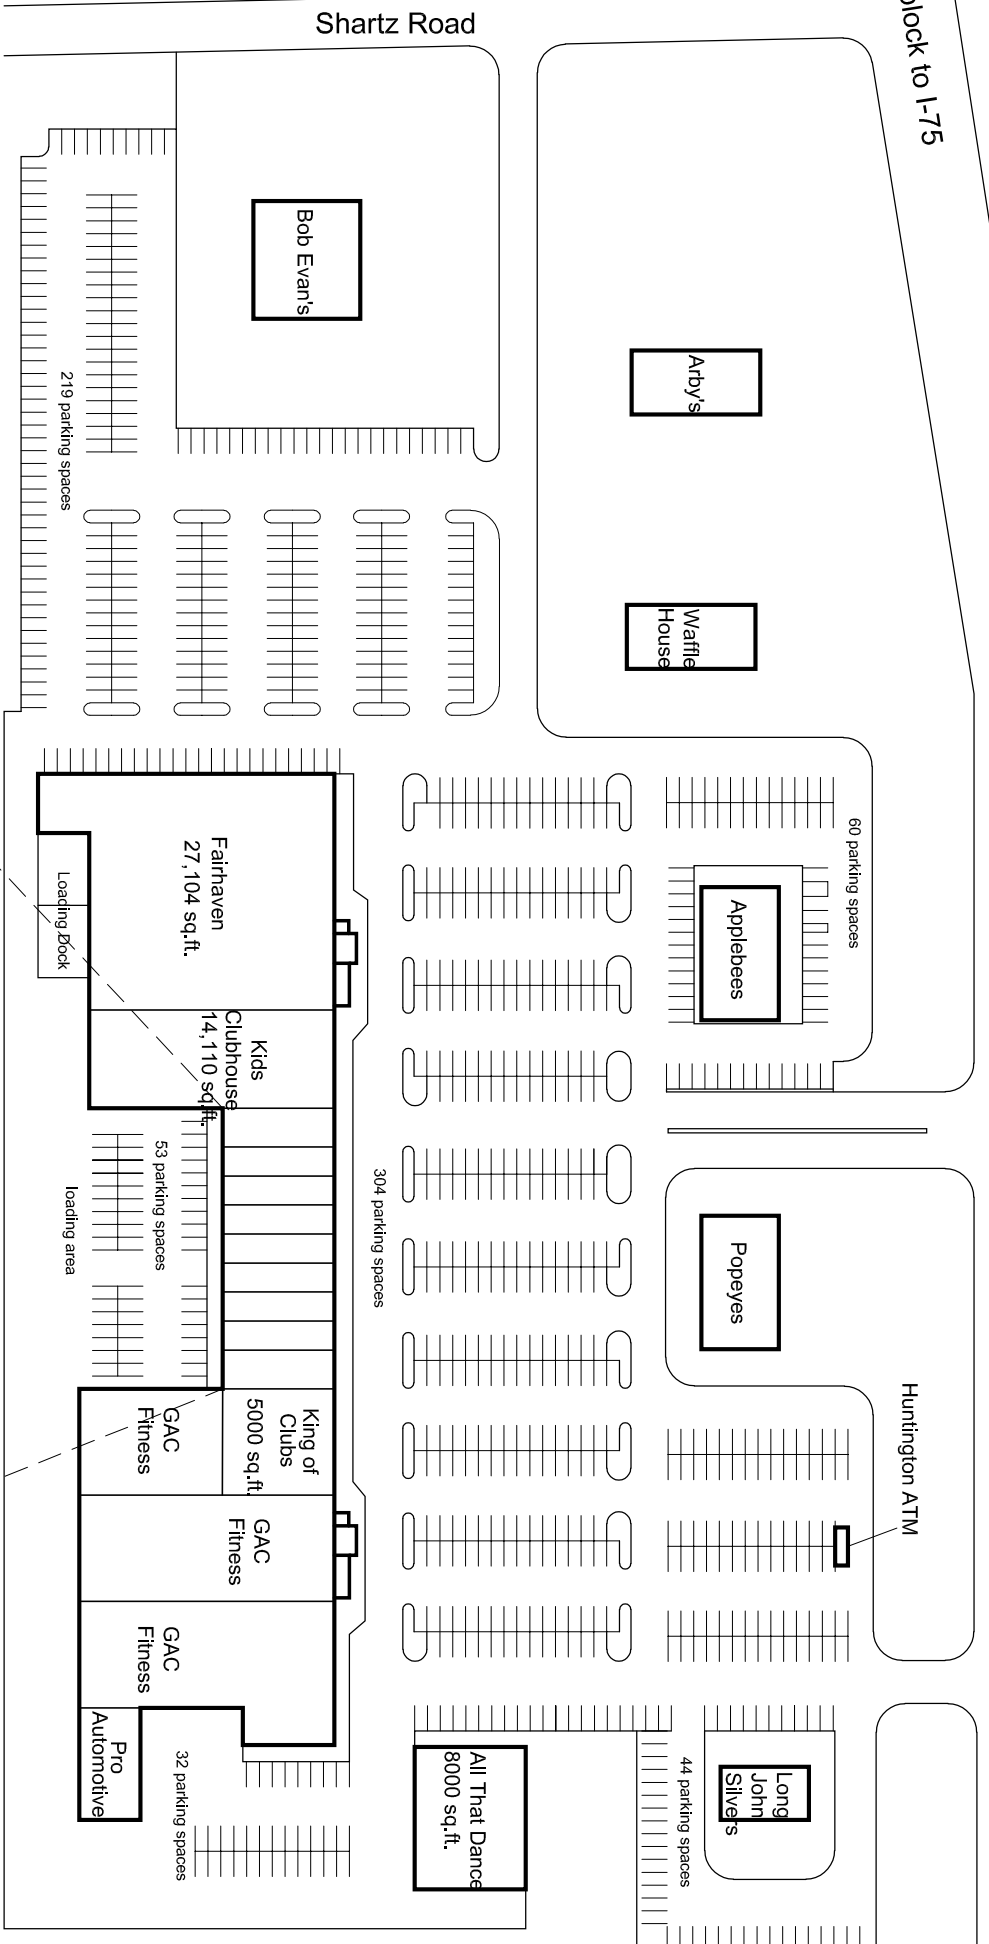 Shartz Road
block to I-75
Bob Evan's
Arby's
Waffle
House
219 parking spaces
60 parking spaces
Fairhaven
27,104 sq.ft.
Loading Dock
Applebees
Kids
Clubhouse
14,110 sq.ft.
53 parking spaces
loading area
304 parking spaces
Popeyes
Huntington ATM
King of
Clubs
5000 sq.ft.
GAC
Fitness
GAC
Fitness
GAC
Fitness
Pro
Automotive
32 parking spaces
All That Dance
8000 sq.ft.
44 parking spaces
Long
John
Silvers